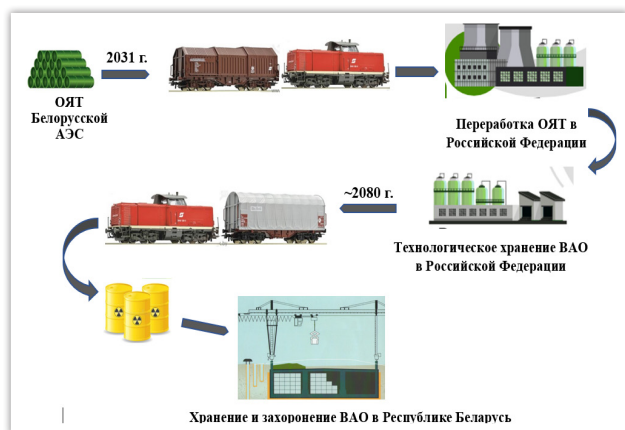 2031 г.
ОЯТ
Белорусской
АЭС
Переработка ОЯТ в
Российской Федерации
~2080 г.
Технологическое хранение ВАО
в Российской Федерации
Хранение и захоронение ВАО в Республике Беларусь